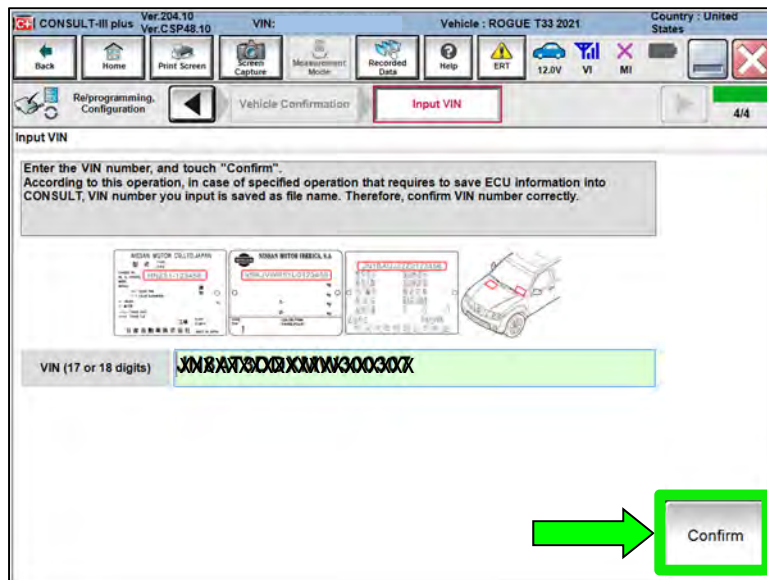 CONSULT-III plus Ver.204.10 Ver.CSP48.10 VIN: Vehicle : ROGUE T33 2021 Country : United States
Back Home Print Screen Screen Capture Measurement Mode Recorded Data Help ERT 12.0V VI MI
Re/programming, Configuration Vehicle Confirmation Input VIN 4/4
Input VIN
Enter the VIN number, and touch "Confirm".
According to this operation, in case of specified operation that requires to save ECU information into
CONSULT, VIN number you input is saved as file name. Therefore, confirm VIN number correctly.
VIN (17 or 18 digits)
Confirm